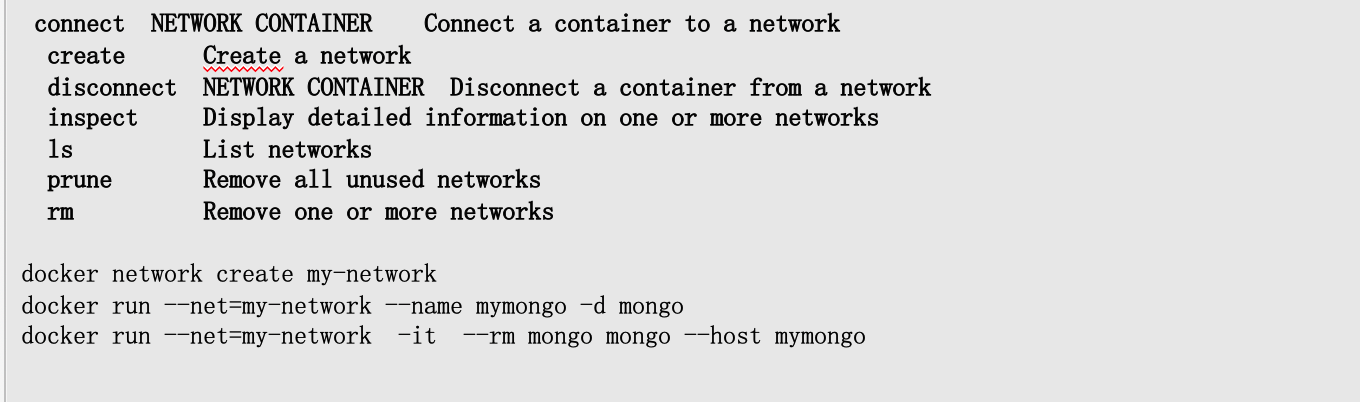 connect  NETWORK CONTAINER    Connect a container to a network
create      Create a network
disconnect  NETWORK CONTAINER  Disconnect a container from a network
inspect     Display detailed information on one or more networks
ls          List networks
prune       Remove all unused networks
rm          Remove one or more networks
docker network create my-network
docker run --net=my-network --name mymongo -d mongo
docker run --net=my-network  -it  --rm mongo mongo --host mymongo